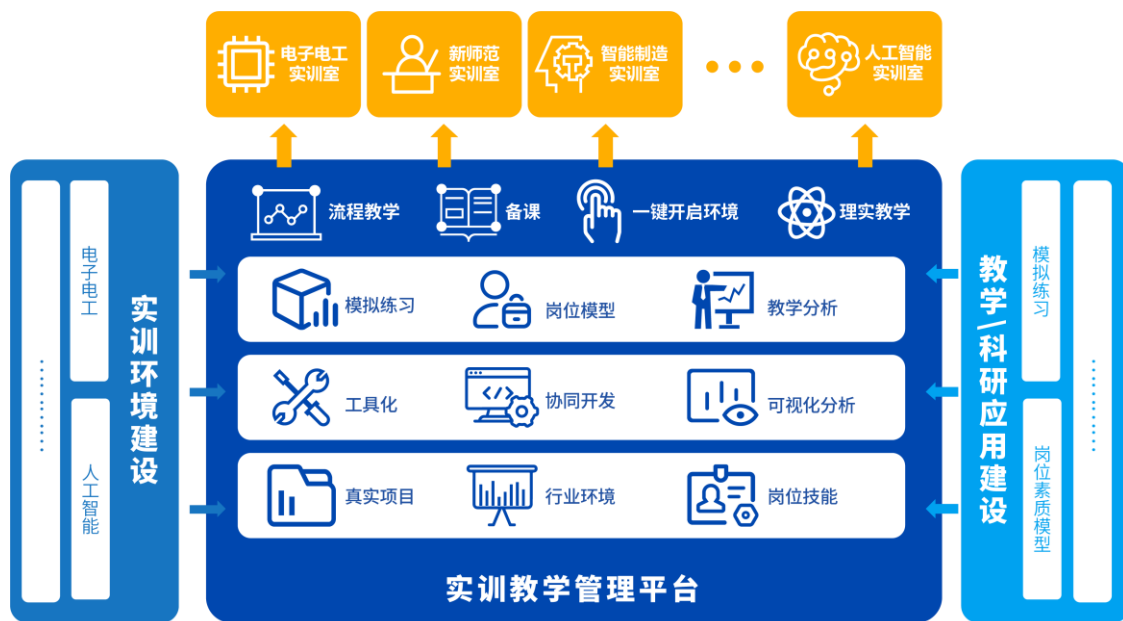 电子电工
实训室
新师范
实训室
智能制造
实训室
人工智能
实训室
流程教学
备课
一键开启环境
理实教学
电子电工
人工智能
实训环境建设
模拟练习
岗位模型
教学分析
工具化
协同开发
可视化分析
真实项目
行业环境
岗位技能
实训教学管理平台
教学\科研应用建设
模拟练习
岗位素质模型